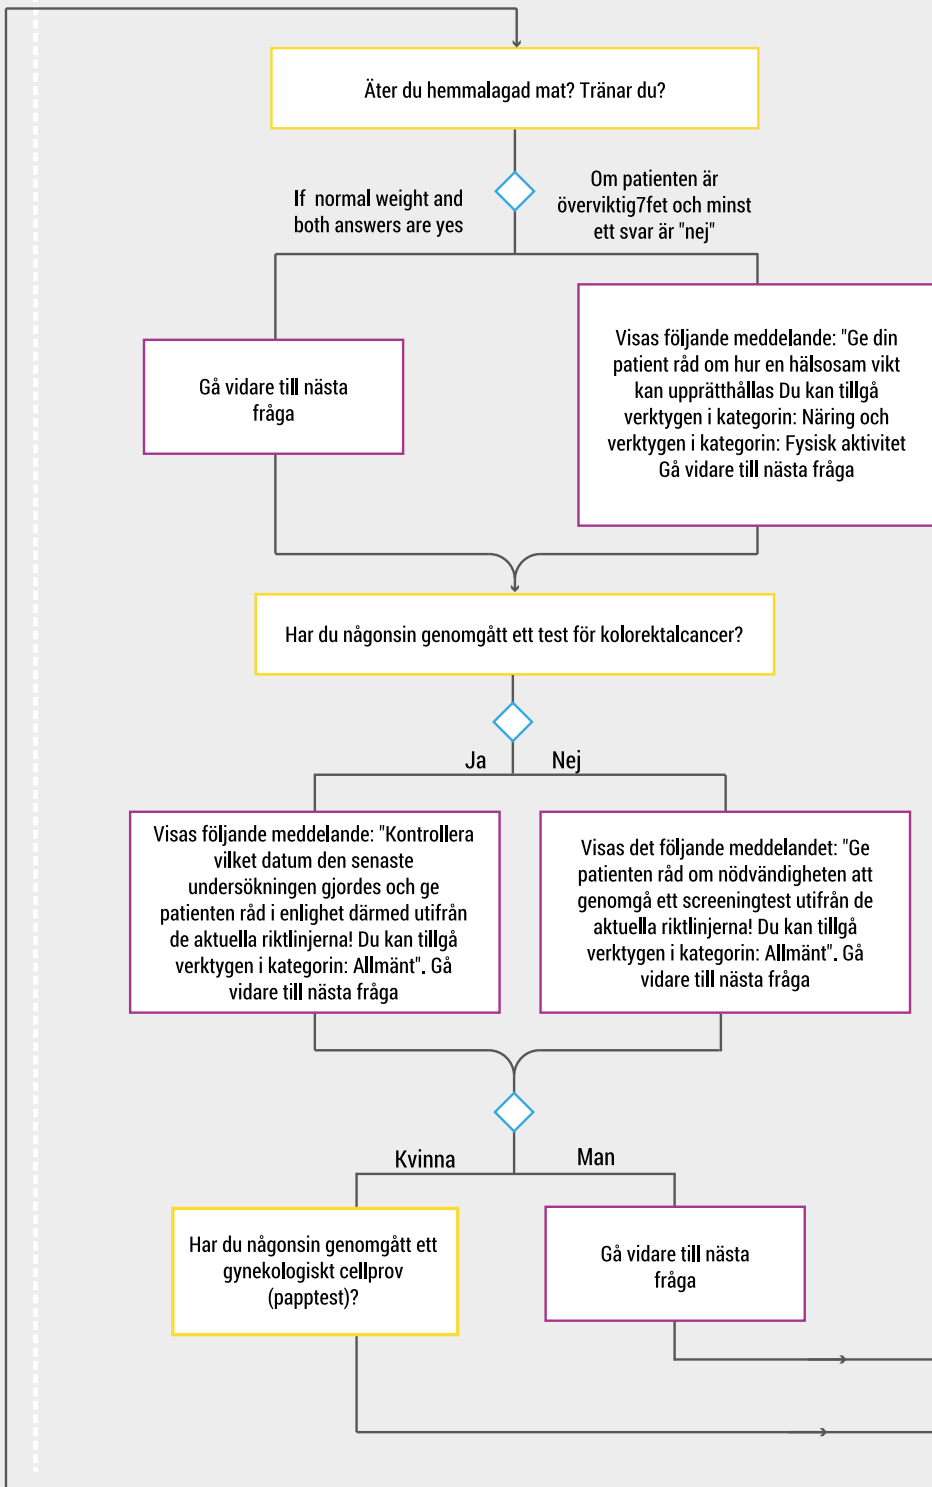 Äter du hemmalagad mat? Tränar du?
If  normal weight and
both answers are yes
Om patienten är
överviktig7fet och minst
ett svar är "nej"
Gå vidare till nästa
fråga
Visas följande meddelande: "Ge din
patient råd om hur en hälsosam vikt
kan upprätthållas Du kan tillgå
verktygen i kategorin: Näring och
verktygen i kategorin: Fysisk aktivitet
Gå vidare till nästa fråga
Har du någonsin genomgått ett test för kolorektalcancer?
Ja
Nej
Visas följande meddelande: "Kontrollera
vilket datum den senaste
undersökningen gjordes och ge
patienten råd i enlighet därmed utifrån
de aktuella riktlinjerna! Du kan tillgå
verktygen i kategorin: Allmänt". Gå
vidare till nästa fråga
Visas det följande meddelandet: "Ge
patienten råd om nödvändigheten att
genomgå ett screeningtest utifrån de
aktuella riktlinjerna! Du kan tillgå
verktygen i kategorin: Allmänt". Gå
vidare till nästa fråga
Kvinna
Man
Har du någonsin genomgått ett
gynekologiskt cellprov
(papptest)?
Gå vidare till nästa
fråga